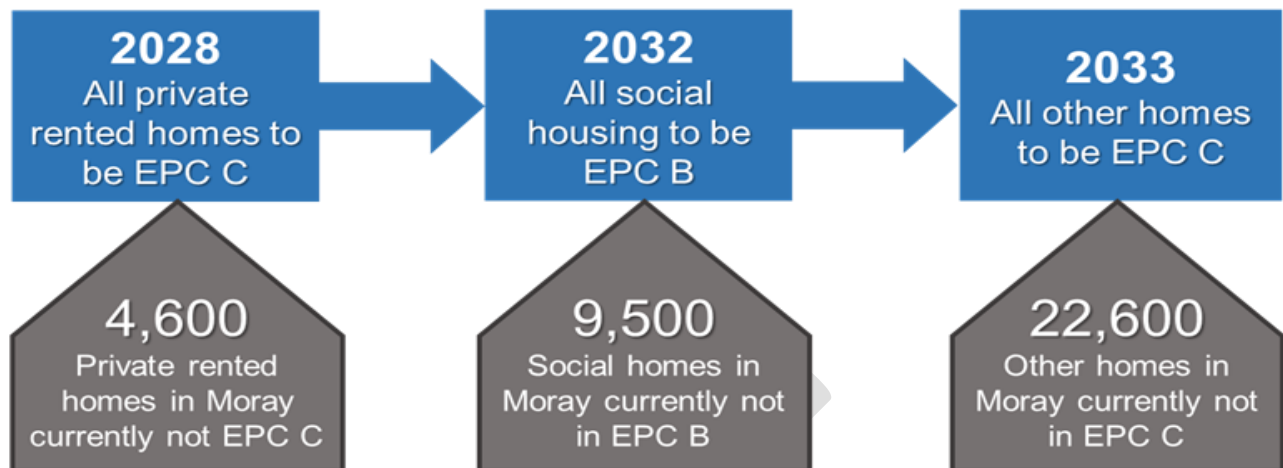 2028
All private
rented homes to
be EPC C
2032
All social
housing to be
EPC B
2033
All other homes
to be EPC C
4,600
Private rented
homes in Moray
currently not EPC C
9,500
Social homes in
Moray currently not
in EPC B
22,600
Other homes in
Moray currently not
in EPC C